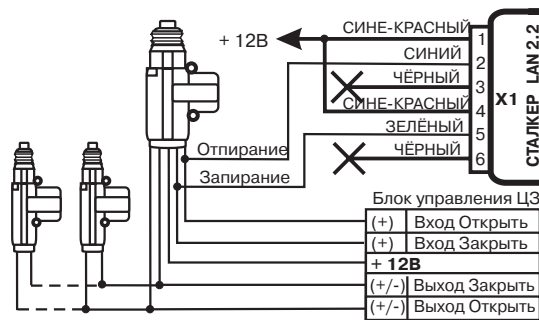 + 12В
СИНЕ-КРАСНЫЙ 1
СИНИЙ 2
ЧЁРНЫЙ 3
СИНЕ-КРАСНЫЙ 4
ЗЕЛЁНЫЙ 5
ЧЁРНЫЙ 6
X1
СТАЛКЕР LAN 2.2
Отпирание
Запирание
Блок управления ЦЗ
(+) Вход Открыть
(+) Вход Закрыть
+ 12В
(+/-) Выход Закрыть
(+/-) Выход Открыть